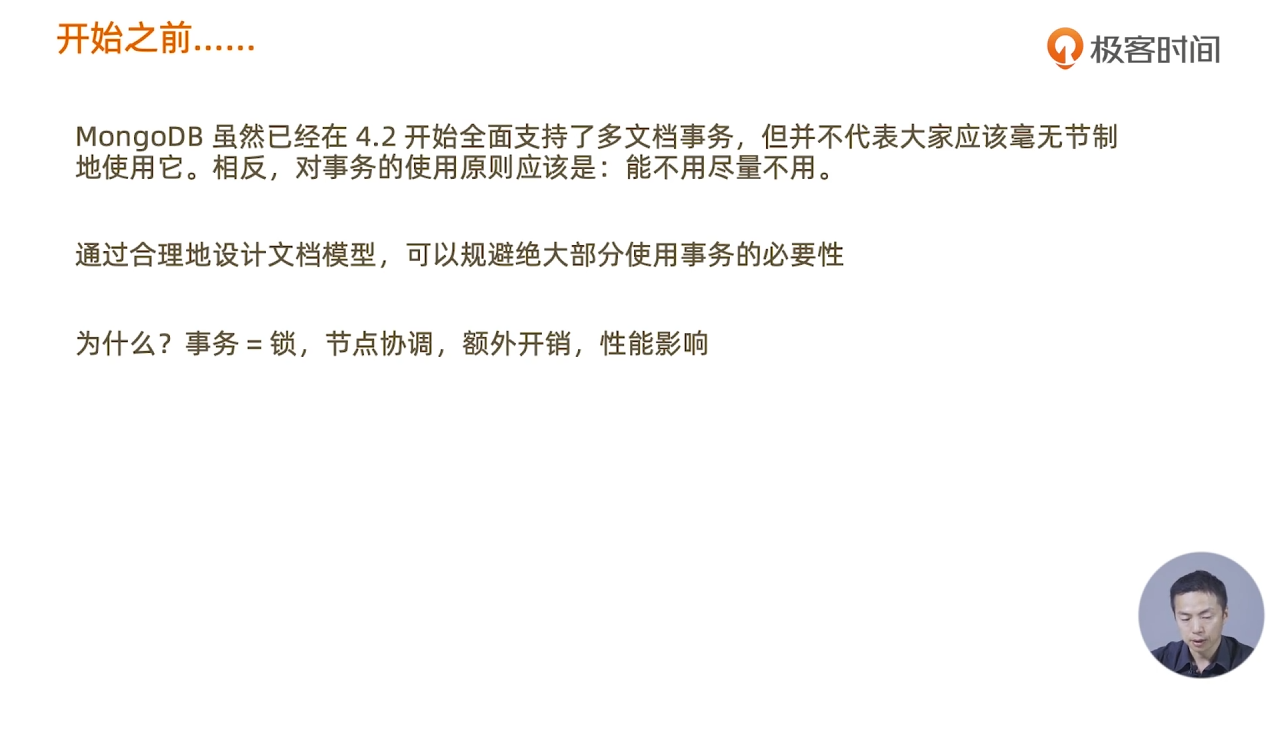 开始之前……
极客时间
MongoDB 虽然已经在 4.2 开始全面支持了多文档事务，但并不代表大家应该毫无节制
地使用它。相反，对事务的使用原则应该是：能不用尽量不用。
通过合理地设计文档模型，可以规避绝大部分使用事务的必要性
为什么？事务 = 锁，节点协调，额外开销，性能影响